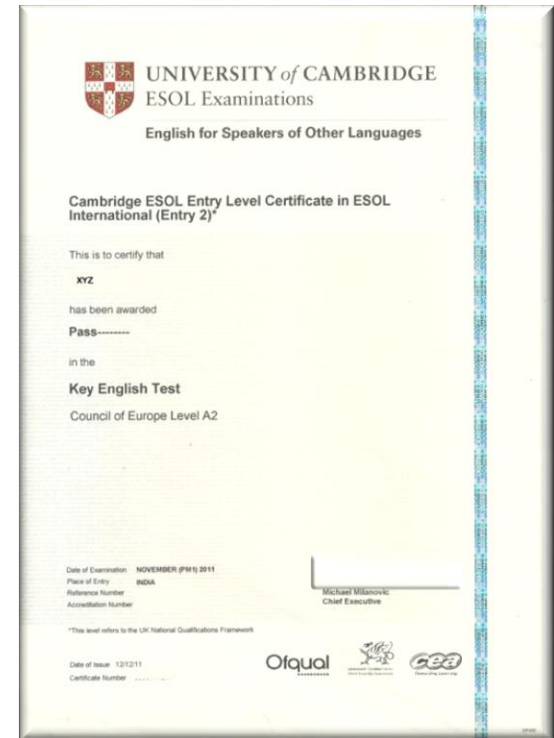 UNIVERSITY of CAMBRIDGE
ESOL Examinations
English for Speakers of Other Languages
Cambridge ESOL Entry Level Certificate in ESOL
International (Entry 2)*
This is to certify that
XYZ
has been awarded
Pass--------
in the
Key English Test
Council of Europe Level A2
Date of Examination NOVEMBER (PM1) 2011
Place of Entry INDIA
Reference Number
Accreditation Number
Michael Milanovic
Chief Executive
*This level refers to the UK National Qualifications Framework
Date of Issue 12/12/11
Certificate Number
Ofqual
cea